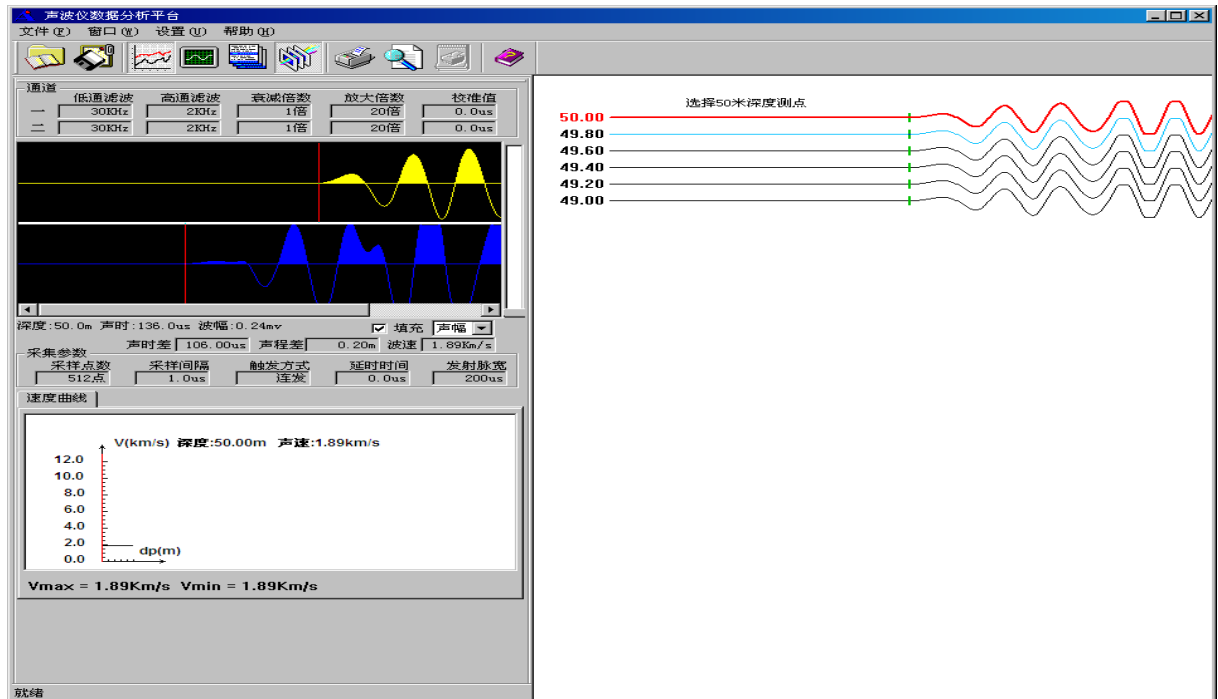 声波仪数据分析平台
文件(F) 窗口(W) 设置(U) 帮助(H)
通道
低通滤波 高通滤波 衰减倍数 放大倍数 校准值
一 30KHz 2KHz 1倍 20倍 0.0us
二 30KHz 2KHz 1倍 20倍 0.0us
深度:50.0m 声时:136.0us 波幅:0.24mv 填充 声幅
声时差 106.00us 声程差 0.20m 波速 1.89Km/s
采集参数
采样点数 采样间隔 触发方式 延时时间 发射脉宽
512点 1.0us 连发 0.0us 200us
速度曲线
V(km/s) 深度:50.00m 声速:1.89km/s
12.0
10.0
8.0
6.0
4.0
2.0
0.0
dp(m)
Vmax = 1.89Km/s Vmin = 1.89Km/s
就绪
选择50米深度测点
50.00
49.80
49.60
49.40
49.20
49.00